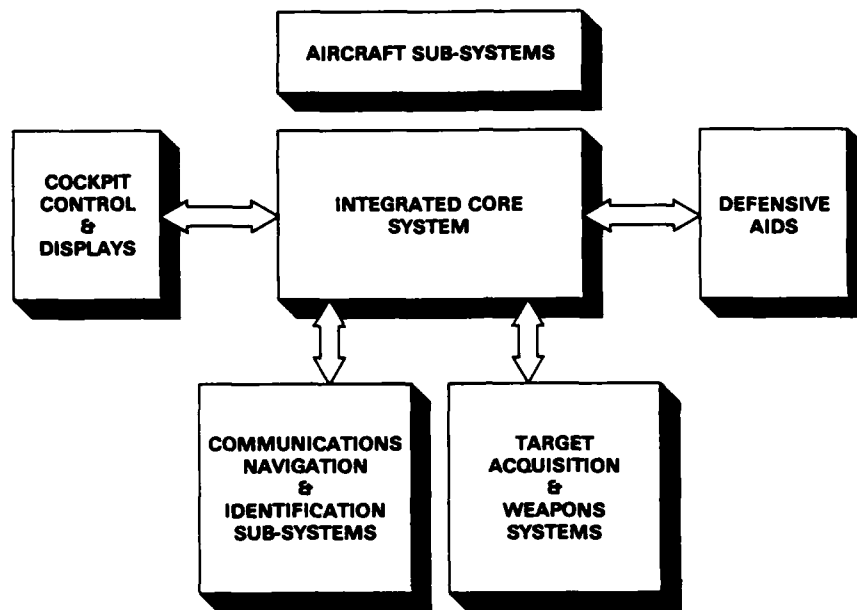 AIRCRAFT SUB-SYSTEMS
COCKPIT
CONTROL
&
DISPLAYS
INTEGRATED CORE
SYSTEM
DEFENSIVE
AIDS
COMMUNICATIONS
NAVIGATION
&
IDENTIFICATION
SUB-SYSTEMS
TARGET
ACQUISITION
&
WEAPONS
SYSTEMS